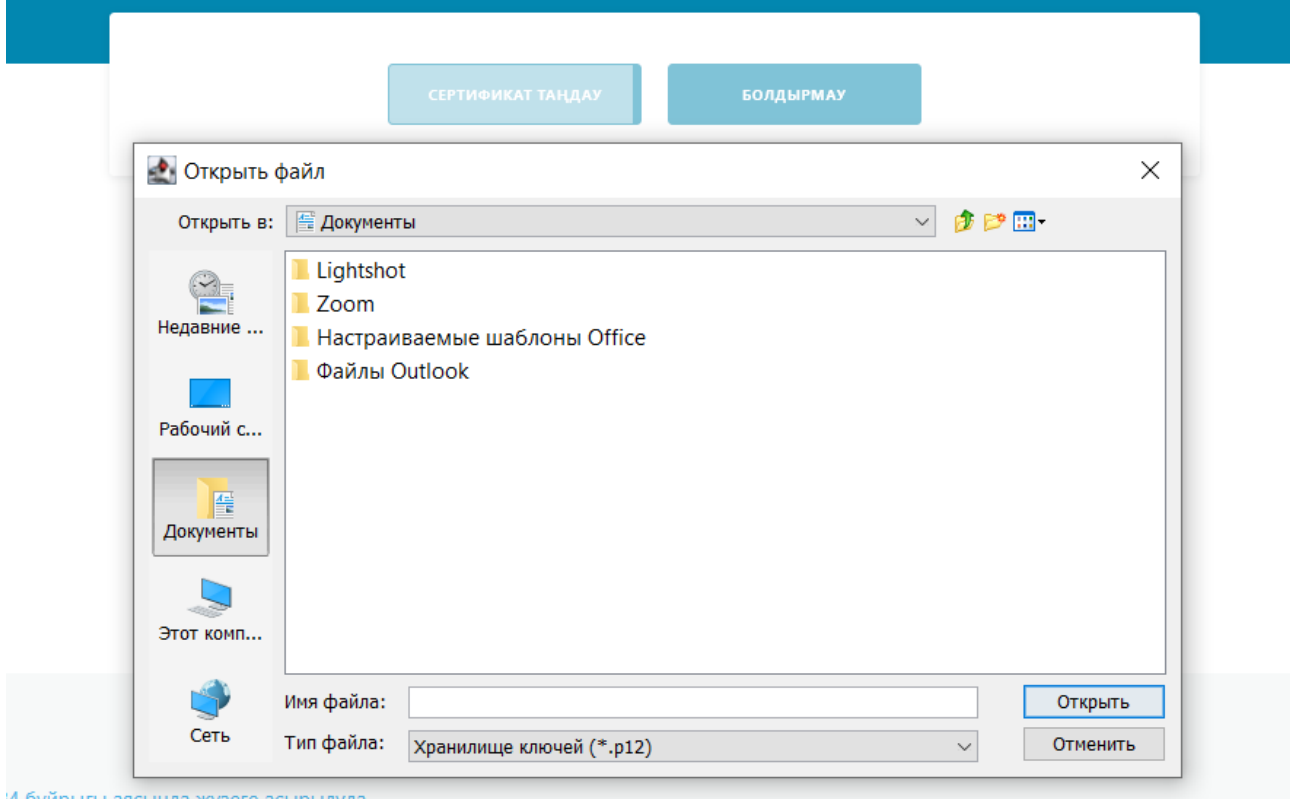 СЕРТИФИКАТ ТАҢДАУ
БОЛДЫРМАУ
Открыть файл
Открыть в:
Документы
Lightshot
Zoom
Настраиваемые шаблоны Office
Файлы Outlook
Недавние ...
Рабочий с...
Документы
Этот комп...
Сеть
Имя файла:
Открыть
Тип файла:
Хранилище ключей (*.p12)
Отменить